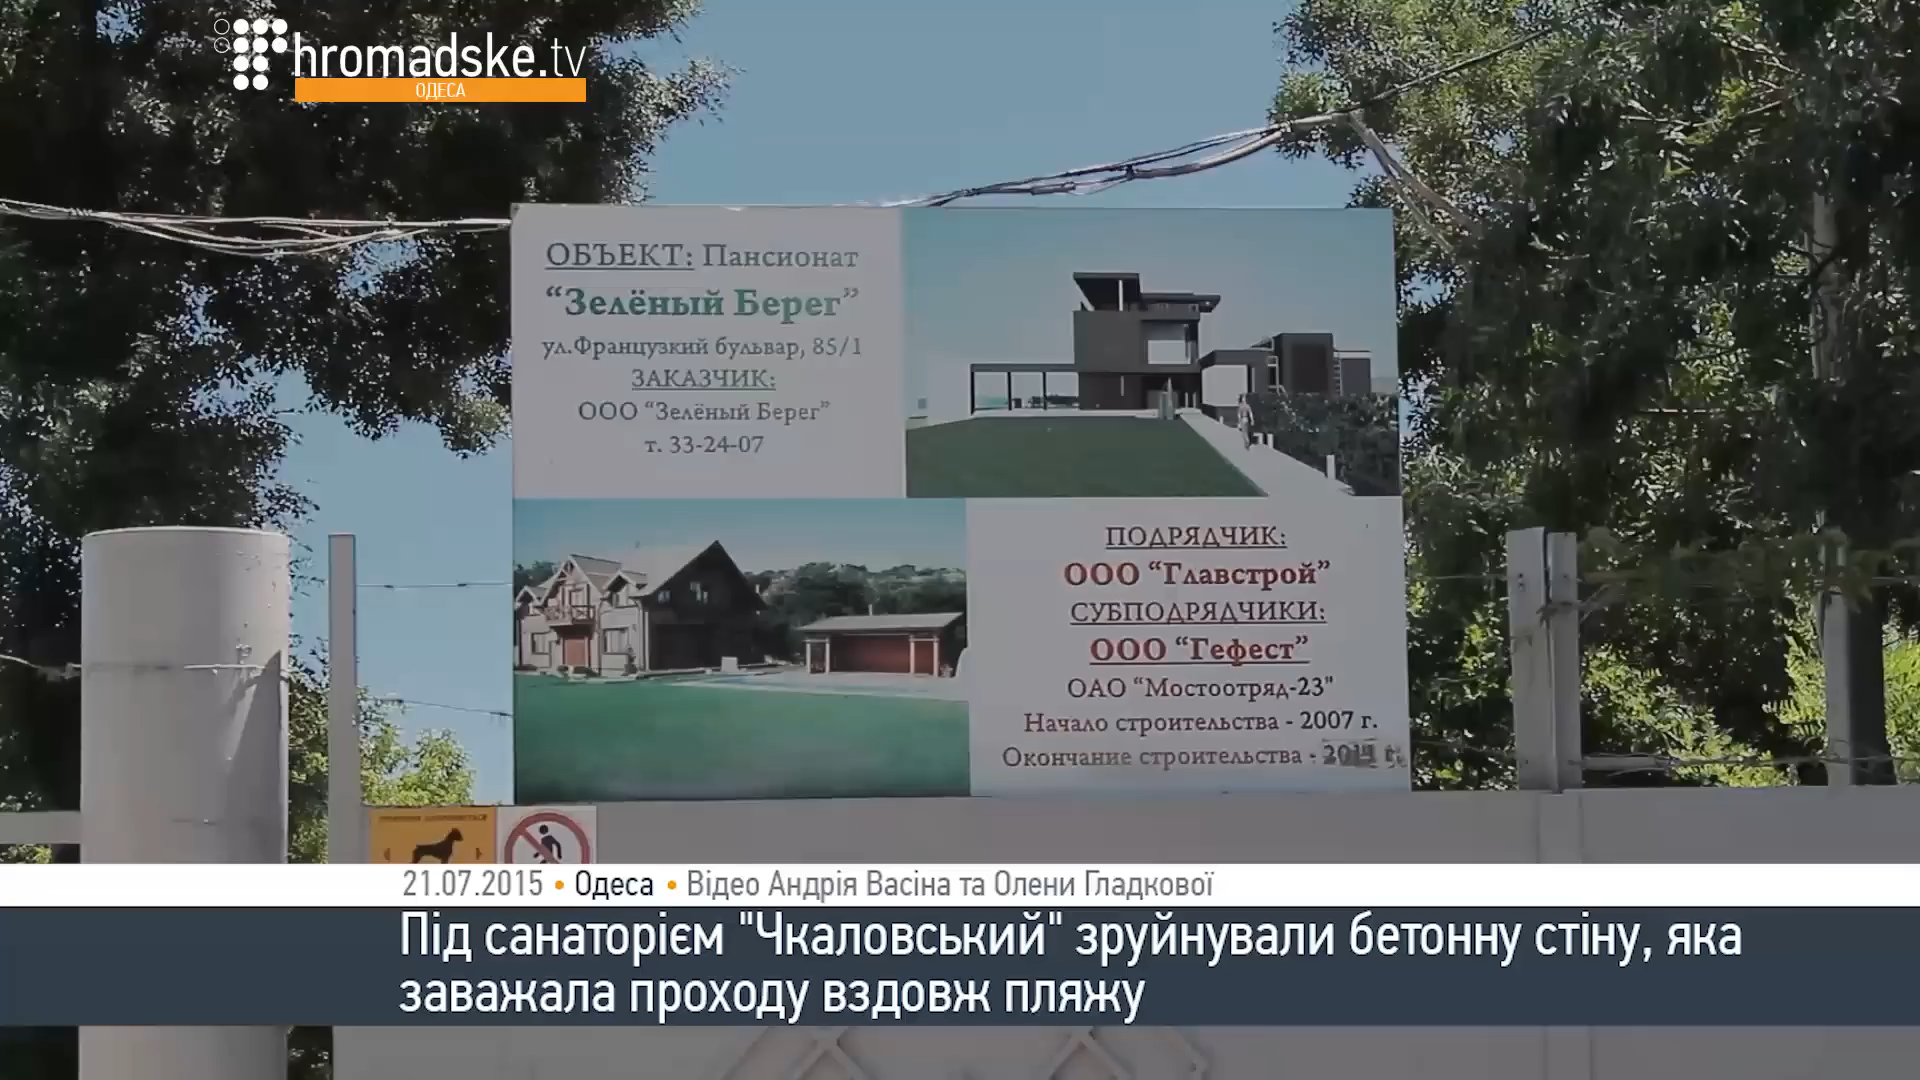 hromadske.tv
ОДЕСА
ОБЪЕКТ: Пансионат
“Зелёный Берег”
ул.Французкий бульвар, 85/1
ЗАКАЗЧИК:
ООО “Зелёный Берег”
т. 33-24-07
ПОДРЯДЧИК:
ООО “Главстрой”
СУБПОДРЯДЧИКИ:
ООО “Гефест”
ОАО “Мостоотряд-23"
Начало строительства - 2007 г.
Окончание строительства -
21.07.2015 • Одеса • Відео Андрія Васіна та Олени Гладкової
Під санаторієм "Чкаловський" зруйнували бетонну стіну, яка
заважала проходу вздовж пляжу